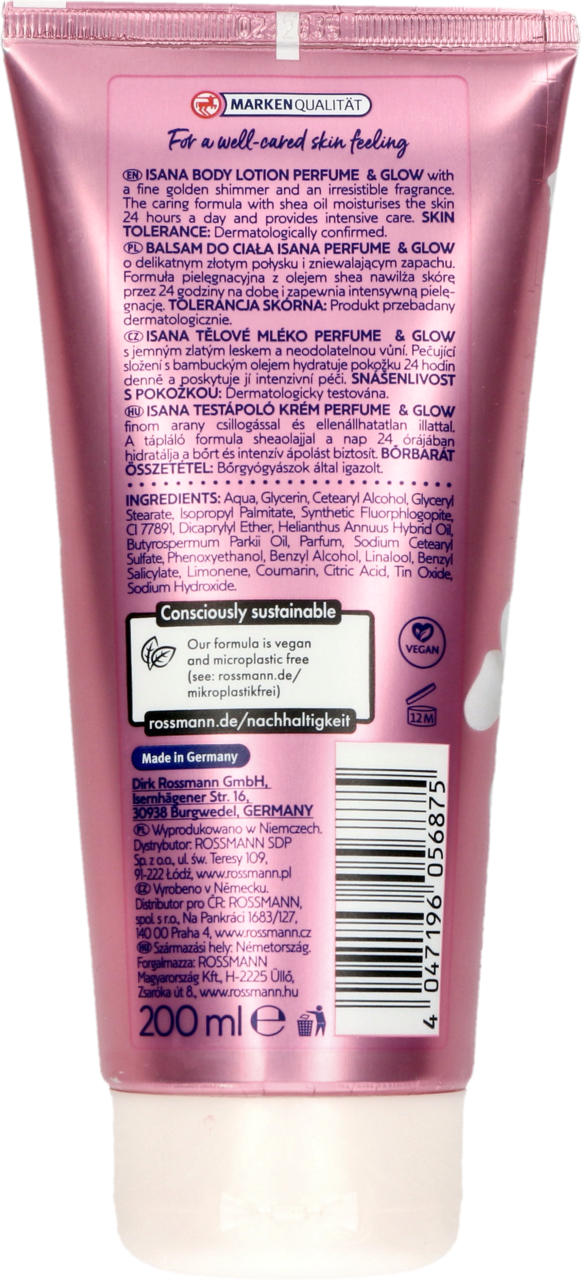 MARKENQUALITÄT
For a well-cared skin feeling
EN ISANA BODY LOTION PERFUME & GLOW with
a fine golden shimmer and an irresistible fragrance.
The caring formula with shea oil moisturises the skin
24 hours a day and provides intensive care. SKIN
TOLERANCE: Dermatologically confirmed.
PL BALSAM DO CIAŁA ISANA PERFUME & GLOW
o delikatnym złotym połysku i zniewalającym zapachu.
Formuła pielęgnacyjna z olejem shea nawilża skórę
przez 24 godziny na dobę i zapewnia intensywną pielę-
gnację. TOLERANCJA SKÓRNA: Produkt przebadany
dermatologicznie.
CZ ISANA TĚLOVÉ MLÉKO PERFUME & GLOW
s jemným zlatým leskem a neodolatelnou vůní. Pečující
složení s bambuckým olejem hydratuje pokožku 24 hodin
denně a poskytuje jí intenzivní péči. SNÁŠENLIVOST
S POKOŽKOU: Dermatologicky testována.
HU ISANA TESTÁPOLÓ KRÉM PERFUME & GLOW
finom arany csillogással és ellenállhatatlan illattal.
A tápláló formula sheaolajjal a nap 24 órájában
hidratálja a bőrt és intenzív ápolást biztosít. BŐRBARÁT
ÖSSZETÉTEL: Bőrgyógyászok által igazolt.
INGREDIENTS: Aqua, Glycerin, Cetearyl Alcohol, Glyceryl
Stearate, Isopropyl Palmitate, Synthetic Fluorphlogopite,
CI 77891, Dicaprylyl Ether, Helianthus Annuus Hybrid Oil,
Butyrospermum Parkii Oil, Parfum, Sodium Cetearyl
Sulfate, Phenoxyethanol, Benzyl Alcohol, Linalool, Benzyl
Salicylate, Limonene, Coumarin, Citric Acid, Tin Oxide,
Sodium Hydroxide.
Consciously sustainable
Our formula is vegan
and microplastic free
(see: rossmann.de/
mikroplastikfrei)
rossmann.de/nachhaltigkeit
VEGAN
12 M
Made in Germany
Dirk Rossmann GmbH,
Isernhägener Str. 16,
30938 Burgwedel, GERMANY
PL Wyprodukowano w Niemczech.
Dystrybutor: ROSSMANN SDP
Sp. z o.o., ul. św. Teresy 109,
91-222 Łódź, www.rossmann.pl
CZ Vyrobeno v Německu.
Distributor pro ČR: ROSSMANN,
spol. s r.o., Na Pankráci 1683/127,
140 00 Praha 4, www.rossmann.cz
HU Származási hely: Németország.
Forgalmazza: ROSSMANN
Magyarország Kft., H-2225 Üllő,
Zsaróka út 8., www.rossmann.hu
200 ml e
4 047196 056875